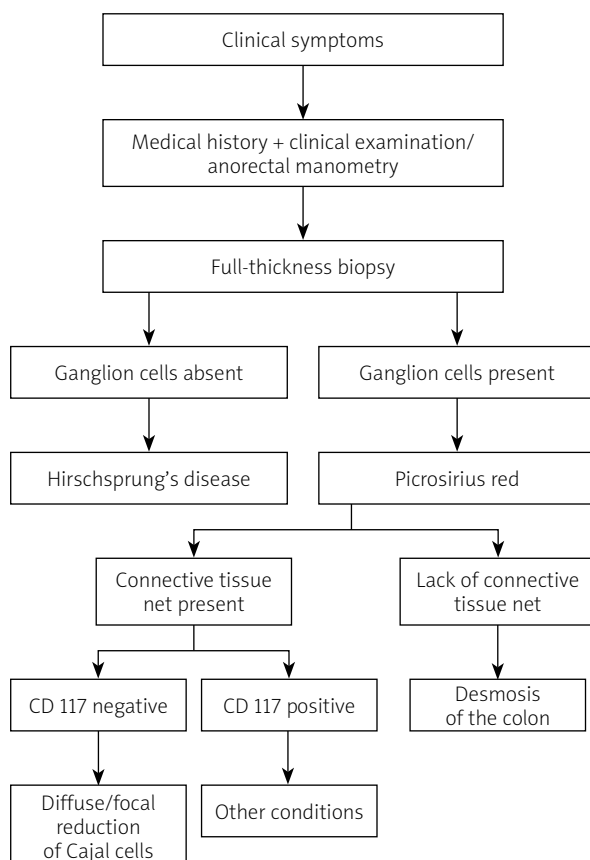 Clinical symptoms
Medical history + clinical examination/
anorectal manometry
Full-thickness biopsy
Ganglion cells absent
Ganglion cells present
Hirschsprung’s disease
Picrosirius red
Connective tissue
net present
Lack of connective
tissue net
CD 117 negative
CD 117 positive
Desmosis
of the colon
Diffuse/focal
reduction
of Cajal cells
Other conditions